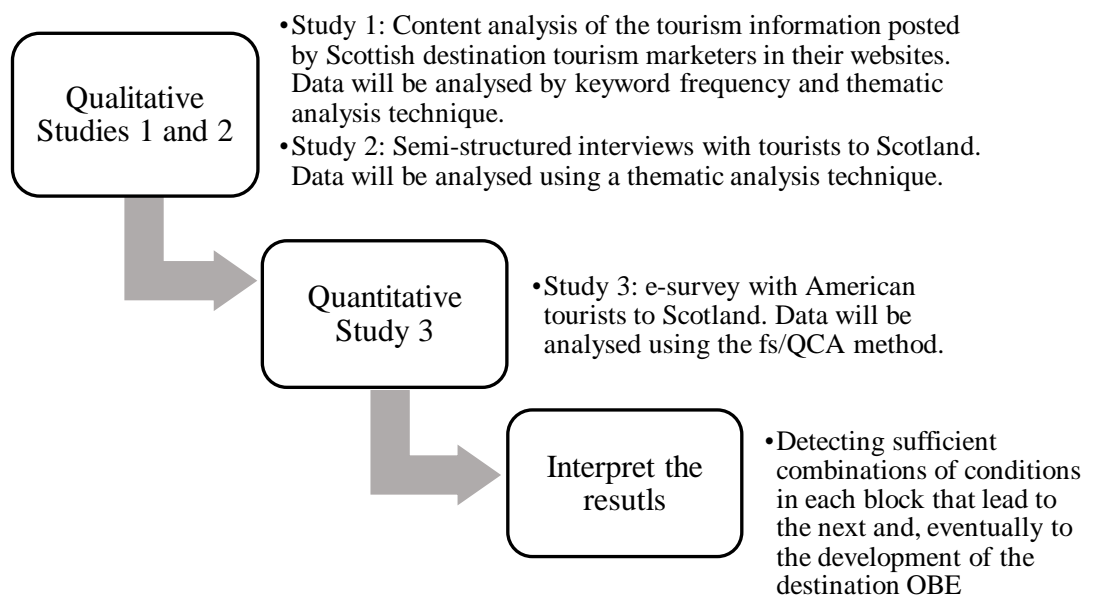 Qualitative
Studies 1 and 2
•Study 1: Content analysis of the tourism information posted
by Scottish destination tourism marketers in their websites.
Data will be analysed by keyword frequency and thematic
analysis technique.
•Study 2: Semi-structured interviews with tourists to Scotland.
Data will be analysed using a thematic analysis technique.
Quantitative
Study 3
•Study 3: e-survey with American
tourists to Scotland. Data will be
analysed using the fs/QCA method.
Interpret the
resutls
•Detecting sufficient
combinations of conditions
in each block that lead to
the next and, eventually to
the development of the
destination OBE